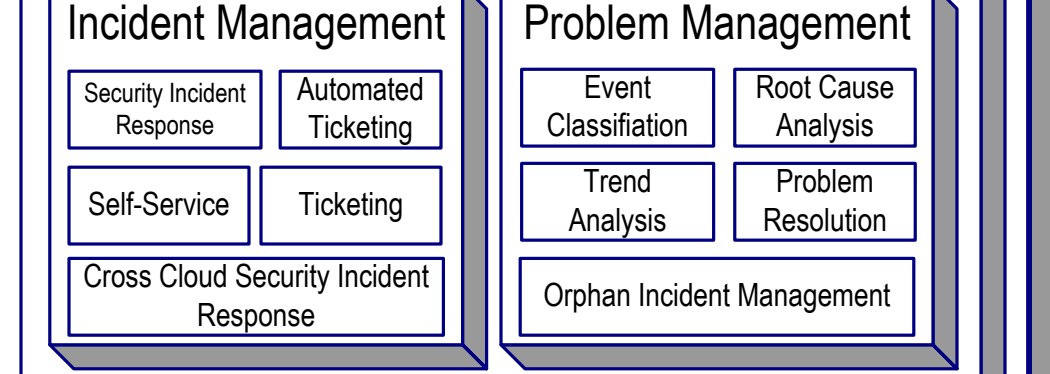 Incident Management
Security Incident
Response
Automated
Ticketing
Self-Service
Ticketing
Cross Cloud Security Incident
Response
Problem Management
Event
Classifiation
Root Cause
Analysis
Trend
Analysis
Problem
Resolution
Orphan Incident Management